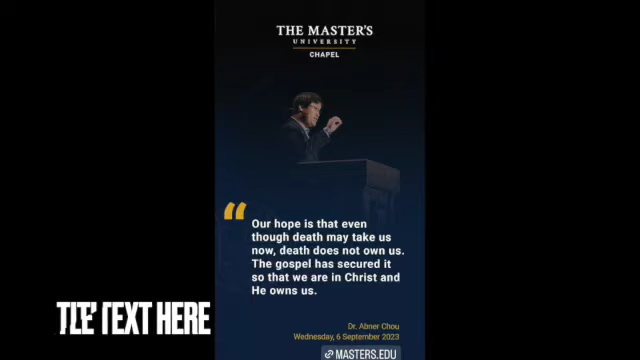 THE MASTER'S
UNIVERSITY
CHAPEL
Our hope is that even
though death may take us
now, death does not own us.
The gospel has secured it
so that we are in Christ and
He owns us.
Dr. Abner Chou
Wednesday, 6 September 2023
MASTERS.EDU
TEXT HERE